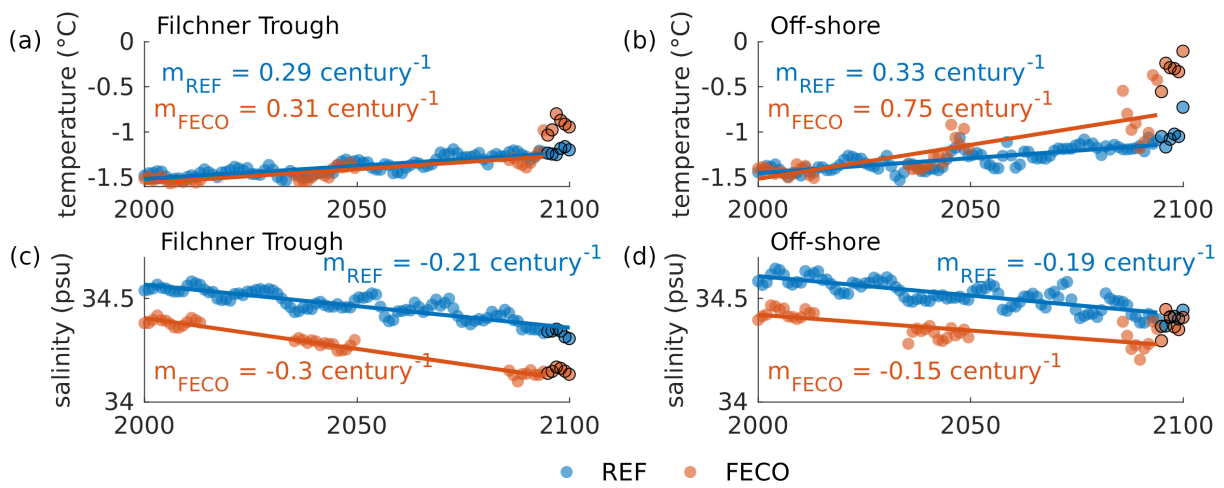 (a)
Filchner Trough
temperature (°C)
0
-0.5
-1
-1.5
m_REF = 0.29 century^-1
m_FECO = 0.31 century^-1
2000
2050
2100
(b)
Off-shore
temperature (°C)
0
-0.5
-1
-1.5
m_REF = 0.33 century^-1
m_FECO = 0.75 century^-1
2000
2050
2100
(c)
Filchner Trough
salinity (psu)
34.5
34
m_REF = -0.21 century^-1
m_FECO = -0.3 century^-1
2000
2050
2100
(d)
Off-shore
salinity (psu)
34.5
34
m_REF = -0.19 century^-1
m_FECO = -0.15 century^-1
2000
2050
2100
REF
FECO